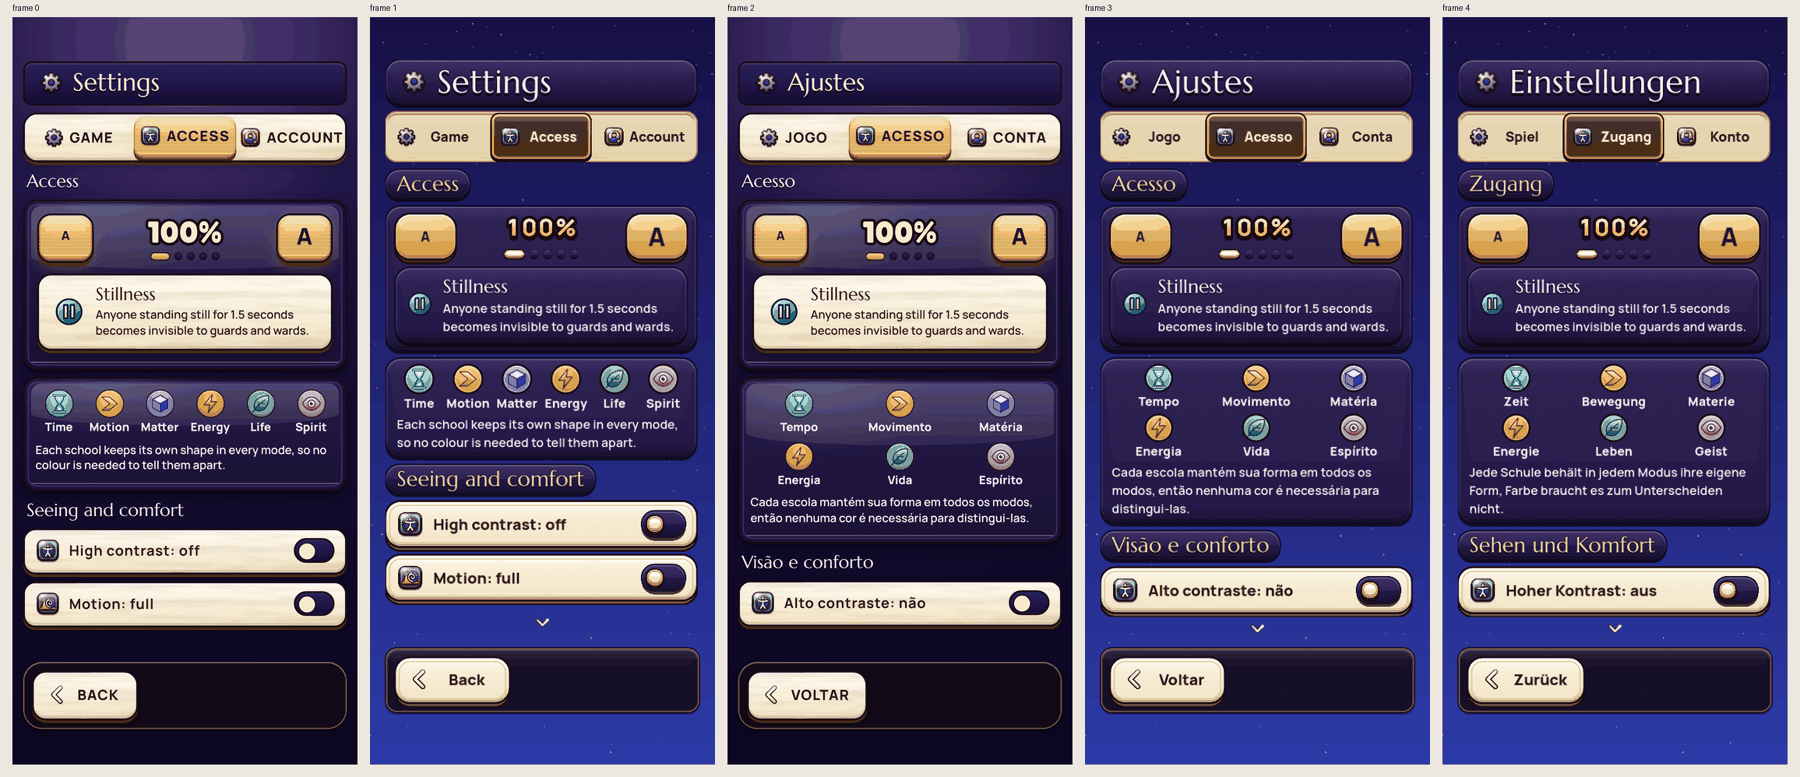 frame 0
Settings
GAME ACCESS ACCOUNT
Access
A 100% A
Stillness
Anyone standing still for 1.5 seconds
becomes invisible to guards and wards.
Time Motion Matter Energy Life Spirit
Each school keeps its own shape in every mode, so no
colour is needed to tell them apart.
Seeing and comfort
High contrast: off
Motion: full
BACK
frame 1
Settings
Game Access Account
Access
A 100% A
Stillness
Anyone standing still for 1.5 seconds
becomes invisible to guards and wards.
Time Motion Matter Energy Life Spirit
Each school keeps its own shape in every mode,
so no colour is needed to tell them apart.
Seeing and comfort
High contrast: off
Motion: full
Back
frame 2
Ajustes
JOGO ACESSO CONTA
Acesso
A 100% A
Stillness
Anyone standing still for 1.5 seconds
becomes invisible to guards and wards.
Tempo Movimento Matéria
Energia Vida Espírito
Cada escola mantém sua forma em todos os modos,
então nenhuma cor é necessária para distingui-las.
Visão e conforto
Alto contraste: não
VOLTAR
frame 3
Ajustes
Jogo Acesso Conta
Acesso
A 100% A
Stillness
Anyone standing still for 1.5 seconds
becomes invisible to guards and wards.
Tempo Movimento Matéria
Energia Vida Espírito
Cada escola mantém sua forma em todos os
modos, então nenhuma cor é necessária para
distingui-las.
Visão e conforto
Alto contraste: não
Voltar
frame 4
Einstellungen
Spiel Zugang Konto
Zugang
A 100% A
Stillness
Anyone standing still for 1.5 seconds
becomes invisible to guards and wards.
Zeit Bewegung Materie
Energie Leben Geist
Jede Schule behält in jedem Modus ihre eigene
Form, Farbe braucht es zum Unterscheiden
nicht.
Sehen und Komfort
Hoher Kontrast: aus
Zurück